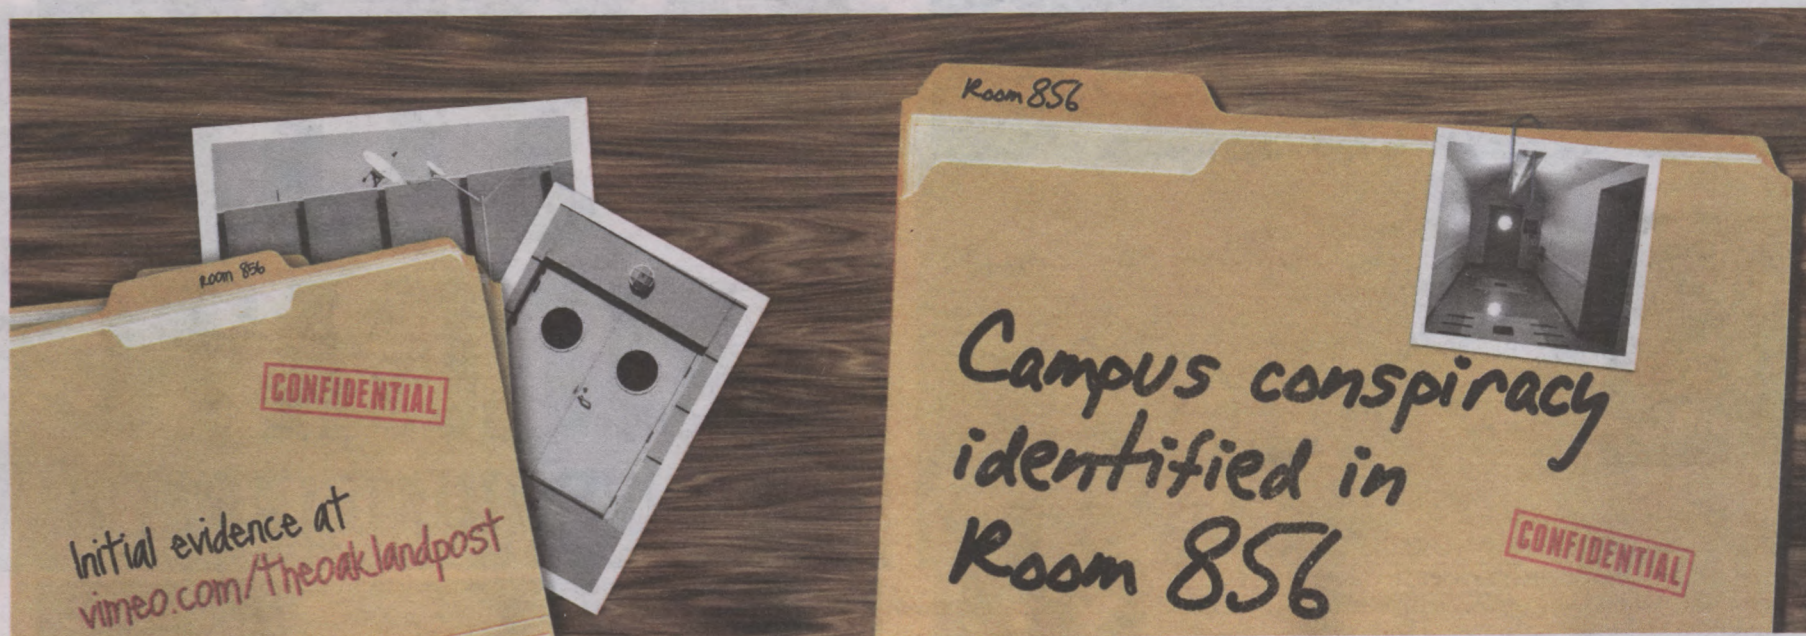 Room 856
CONFIDENTIAL
Initial evidence at
vimeo.com/theoaklandpost
Room 856
Campus conspiracy
identified in
Room 856
CONFIDENTIAL